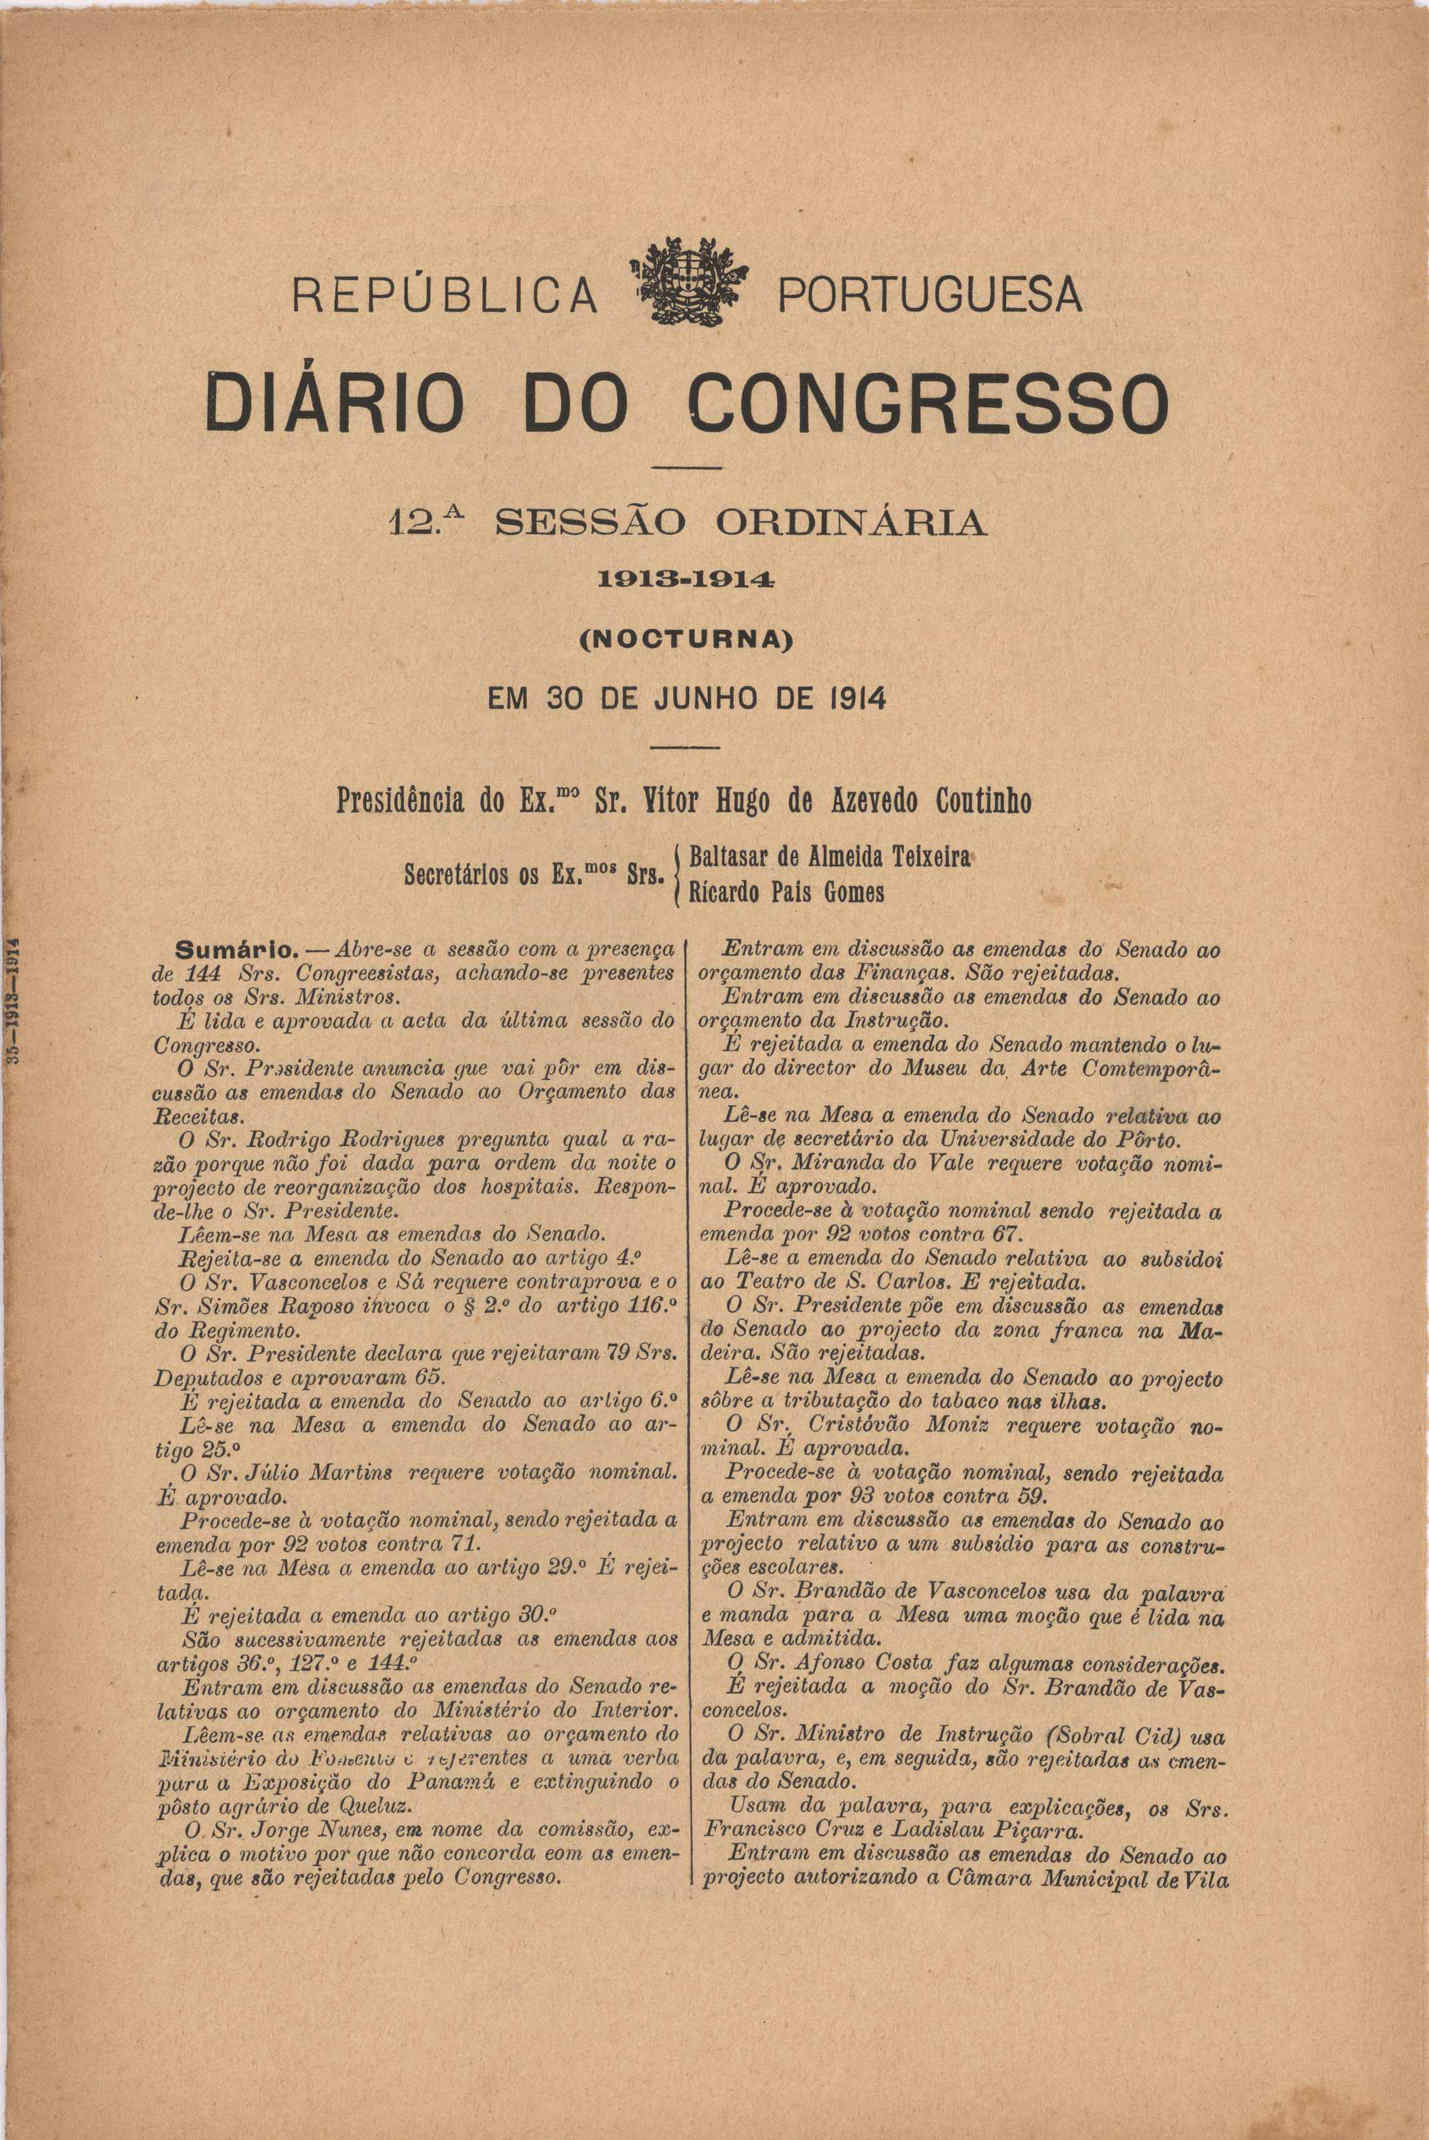 REPÚBLICA PORTUGUESA
DIÁRIO DO CONGRESSO
12.ª SESSÃO ORDINÁRIA
1913-1914
(NOCTURNA)
EM 30 DE JUNHO DE 1914
Presidência do Ex.mo Sr. Vitor Hugo de Azevedo Coutinho
Secretários os Ex.mos Srs.
Baltasar de Almeida Teixeira
Ricardo Pais Gomes
35—1913—1914
Sumário. — Abre-se a sessão com a presença
de 144 Srs. Congreesistas, achando-se presentes
todos os Srs. Ministros.
É lida e aprovada a acta da última sessão do
Congresso.
O Sr. Presidente anuncia que vai pôr em dis-
cussão as emendas do Senado ao Orçamento das
Receitas.
O Sr. Rodrigo Rodrigues pregunta qual a ra-
zão porque não foi dada para ordem da noite o
projecto de reorganização dos hospitais. Respon-
de-lhe o Sr. Presidente.
Lêem-se na Mesa as emendas do Senado.
Rejeita-se a emenda do Senado ao artigo 4.º
O Sr. Vasconcelos e Sá requere contraprova e o
Sr. Simões Raposo invoca o § 2.º do artigo 116.º
do Regimento.
O Sr. Presidente declara que rejeitaram 79 Srs.
Deputados e aprovaram 65.
É rejeitada a emenda do Senado ao artigo 6.º
Lê-se na Mesa a emenda do Senado ao ar-
tigo 25.º
O Sr. Júlio Martins requere votação nominal.
É aprovado.
Procede-se à votação nominal, sendo rejeitada a
emenda por 92 votos contra 71.
Lê-se na Mesa a emenda ao artigo 29.º É rejei-
tada.
É rejeitada a emenda ao artigo 30.º
São sucessivamente rejeitadas as emendas aos
artigos 36.º, 127.º e 144.º
Entram em discussão as emendas do Senado re-
lativas ao orçamento do Ministério do Interior.
Lêem-se as emendas relativas ao orçamento do
Ministério do Fomento e referentes a uma verba
para a Exposição do Panamá e extinguindo o
pôsto agrário de Queluz.
O Sr. Jorge Nunes, em nome da comissão, ex-
plica o motivo por que não concorda eom as emen-
das, que são rejeitadas pelo Congresso.
Entram em discussão as emendas do Senado ao
orçamento das Finanças. São rejeitadas.
Entram em discussão as emendas do Senado ao
orçamento da Instrução.
É rejeitada a emenda do Senado mantendo o lu-
gar do director do Museu da Arte Comtemporâ-
nea.
Lê-se na Mesa a emenda do Senado relativa ao
lugar de secretário da Universidade do Pôrto.
O Sr. Miranda do Vale requere votação nomi-
nal. É aprovado.
Procede-se à votação nominal sendo rejeitada a
emenda por 92 votos contra 67.
Lê-se a emenda do Senado relativa ao subsídoi
ao Teatro de S. Carlos. E rejeitada.
O Sr. Presidente põe em discussão as emendas
do Senado ao projecto da zona franca na Ma-
deira. São rejeitadas.
Lê-se na Mesa a emenda do Senado ao projecto
sôbre a tributação do tabaco nas ilhas.
O Sr. Cristóvão Moniz requere votação no-
minal. É aprovada.
Procede-se à votação nominal, sendo rejeitada
a emenda por 93 votos contra 59.
Entram em discussão as emendas do Senado ao
projecto relativo a um subsídio para as constru-
ções escolares.
O Sr. Brandão de Vasconcelos usa da palavra
e manda para a Mesa uma moção que é lida na
Mesa e admitida.
O Sr. Afonso Costa faz algumas considerações.
É rejeitada a moção do Sr. Brandão de Vas-
concelos.
O Sr. Ministro de Instrução (Sobral Cid) usa
da palavra, e, em seguida, são rejeitadas as emen-
das do Senado.
Usam da palavra, para explicações, os Srs.
Francisco Cruz e Ladislau Piçarra.
Entram em discussão as emendas do Senado ao
projecto autorizando a Câmara Municipal de Vila